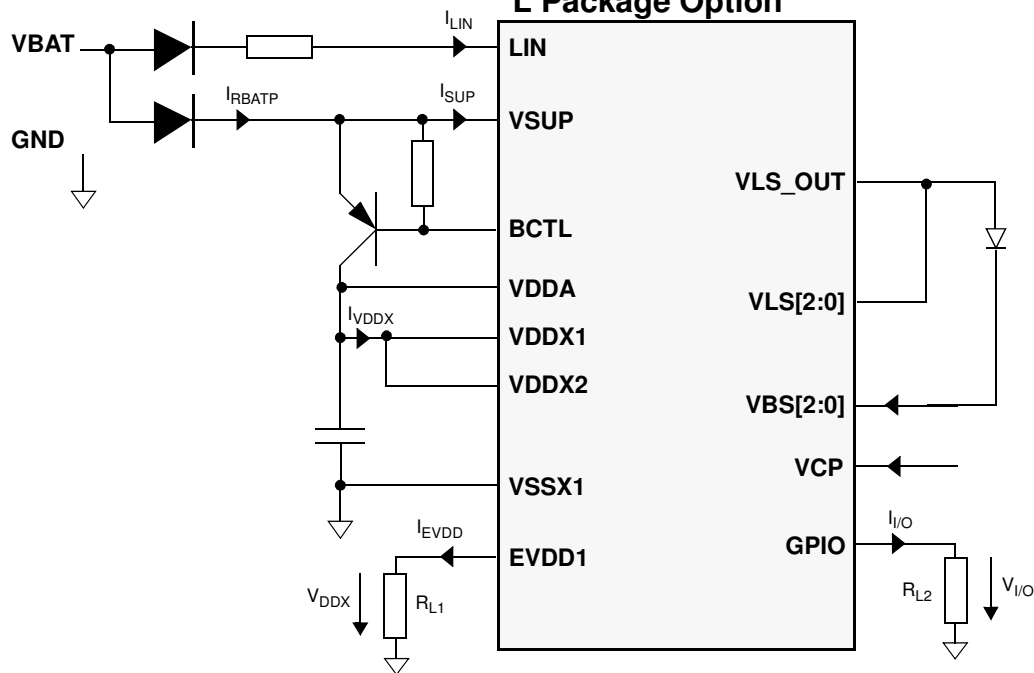 L Package Option
VBAT
I_LIN
LIN
I_RBATP
I_SUP
VSUP
GND
VLS_OUT
BCTL
VDDA
VLS[2:0]
I_VDDX
VDDX1
VDDX2
VBS[2:0]
VCP
VSSX1
I_EVDD
EVDD1
I_I/O
GPIO
V_DDX
R_L1
R_L2
V_I/O